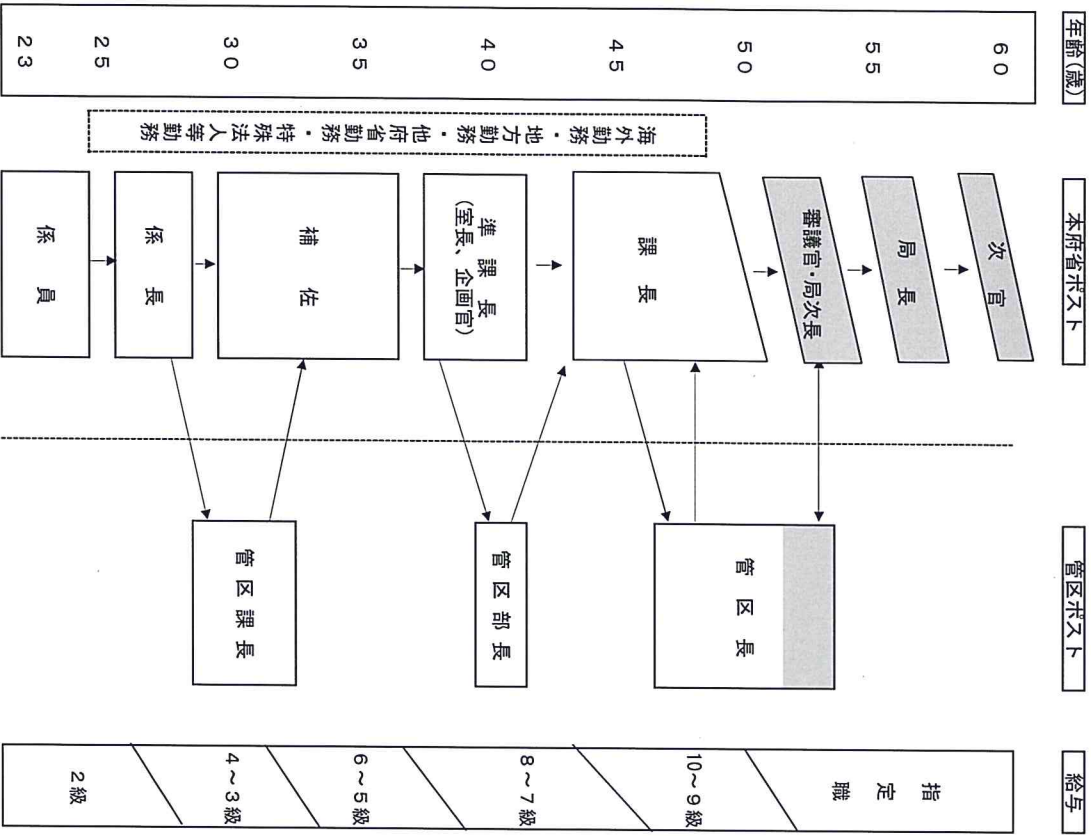 年齢(歳)
本府省ポスト
管区ポスト
給与
60
55
50
45
40
35
30
25
23
海外勤務・地方勤務・他府省勤務・特殊法人等勤務
次官
局長
審議官・局次長
課長
準課長
(室長、企画官)
補佐
係長
係員
管区長
管区部長
管区課長
指定職
10～9級
8～7級
6～5級
4～3級
2級